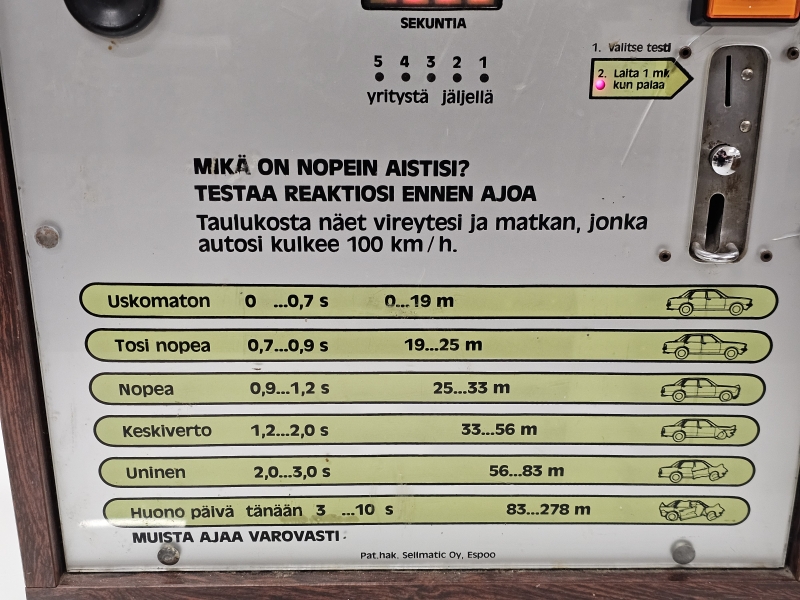 SEKUNTIA
5 4 3 2 1
yritystä jäljellä
1. Valitse testi
2. Laita 1 mk
kun palaa
MIKÄ ON NOPEIN AISTISI?
TESTAA REAKTIOSI ENNEN AJOA
Taulukosta näet vireytesi ja matkan, jonka
autosi kulkee 100 km/h.
Uskomaton 0 ...0,7 s 0...19 m
Tosi nopea 0,7...0,9 s 19...25 m
Nopea 0,9...1,2 s 25...33 m
Keskiverto 1,2...2,0 s 33...56 m
Uninen 2,0...3,0 s 56...83 m
Huono päivä tänään 3 ...10 s 83...278 m
MUISTA AJAA VAROVASTI
Pat.hak. Sellmatic Oy, Espoo